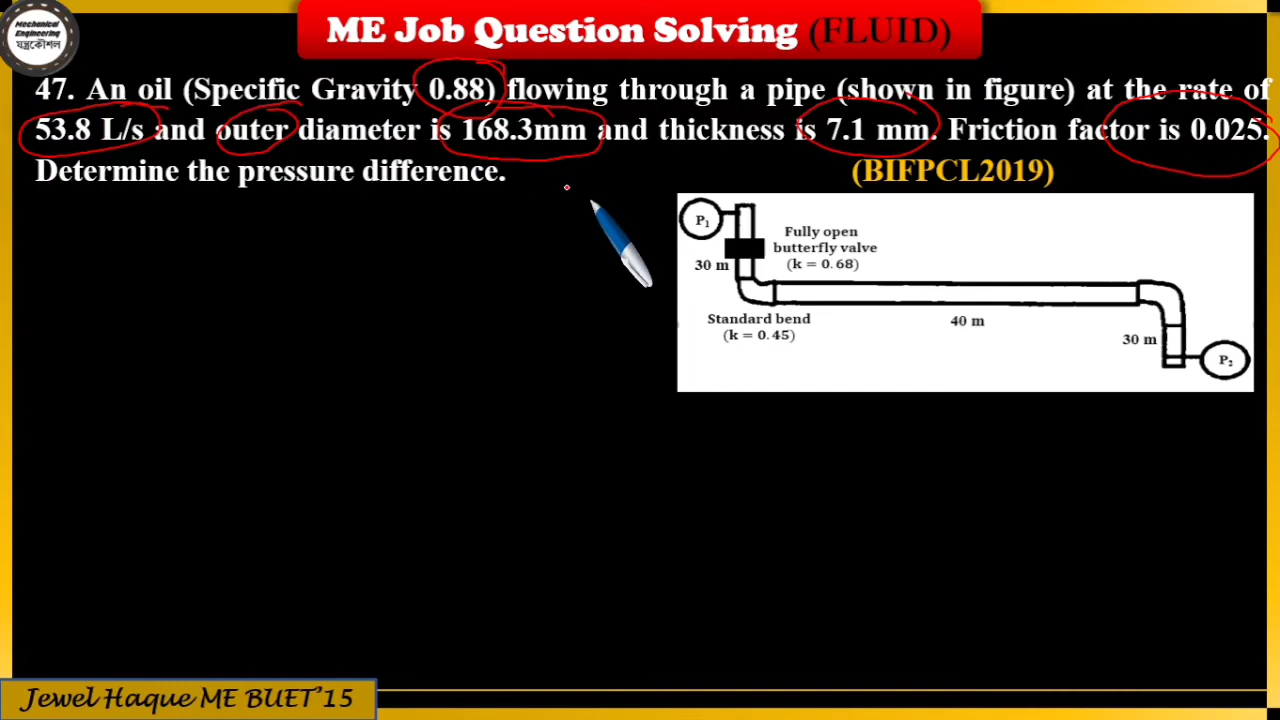 Mechanical
Engineering
যন্ত্রকৌশল
ME Job Question Solving (FLUID)
47. An oil (Specific Gravity 0.88) flowing through a pipe (shown in figure) at the rate of
53.8 L/s and outer diameter is 168.3mm and thickness is 7.1 mm. Friction factor is 0.025.
Determine the pressure difference. (BIFPCL2019)
P₁
Fully open
butterfly valve
(k = 0.68)
30 m
Standard bend
(k = 0.45)
40 m
30 m
P₂
Jewel Haque ME BUET'15